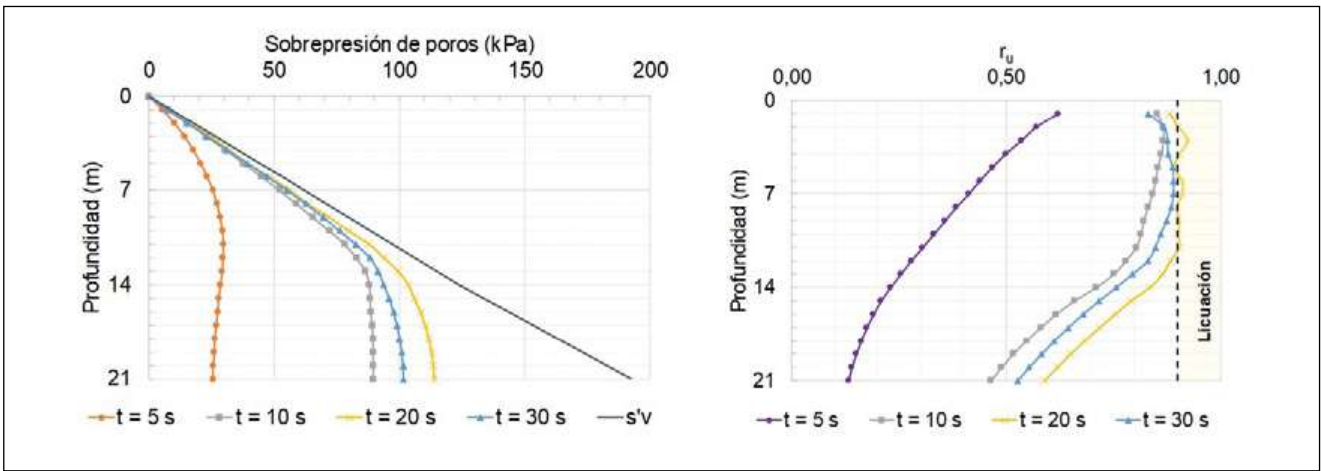 Sobrepresión de poros (kPa)
0 50 100 150 200
Profundidad (m)
0
7
14
21
t = 5 s t = 10 s t = 20 s t = 30 s s'v
r u
0,00 0,50 1,00
Profundidad (m)
0
7
14
21
Licuación
t = 5 s t = 10 s t = 20 s t = 30 s